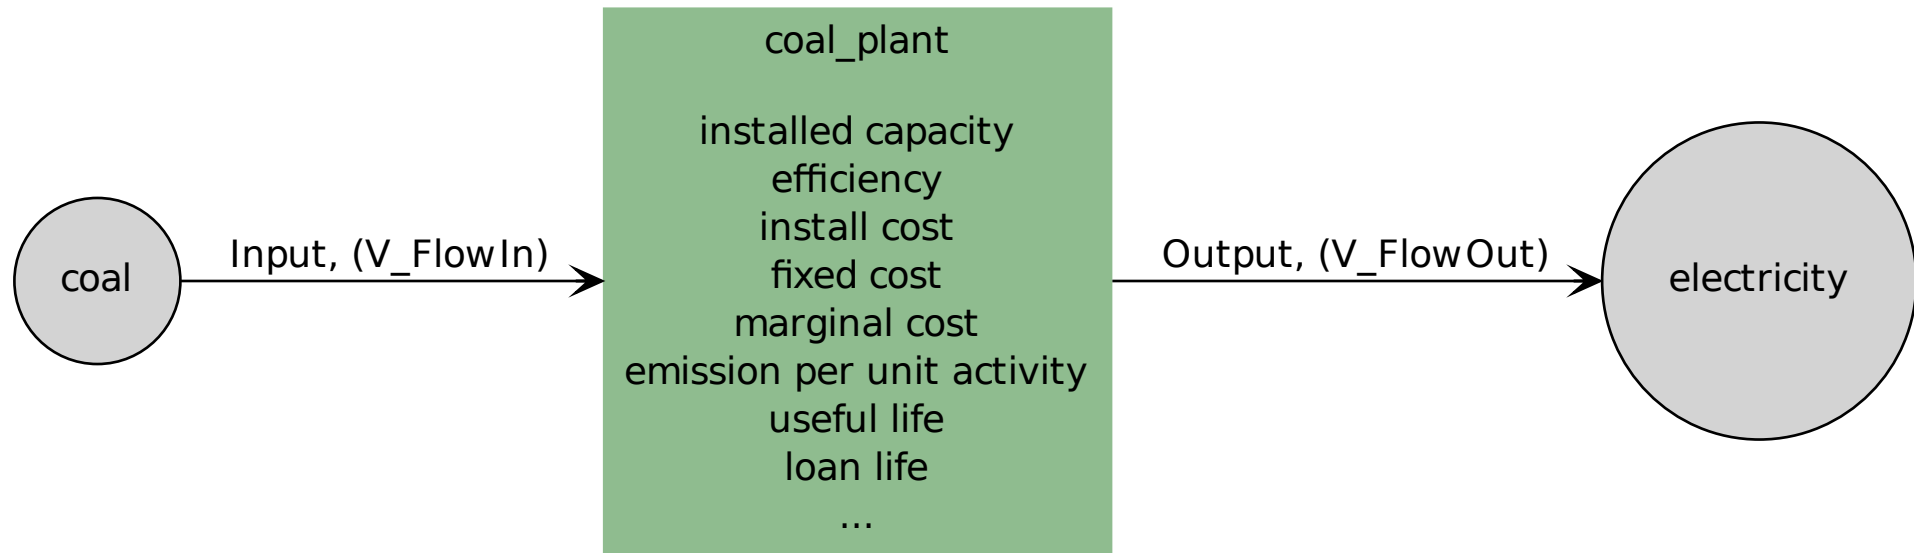 coal
Input, (V_FlowIn)
coal_plant
installed capacity
efficiency
install cost
fixed cost
marginal cost
emission per unit activity
useful life
loan life
...
Output, (V_FlowOut)
electricity